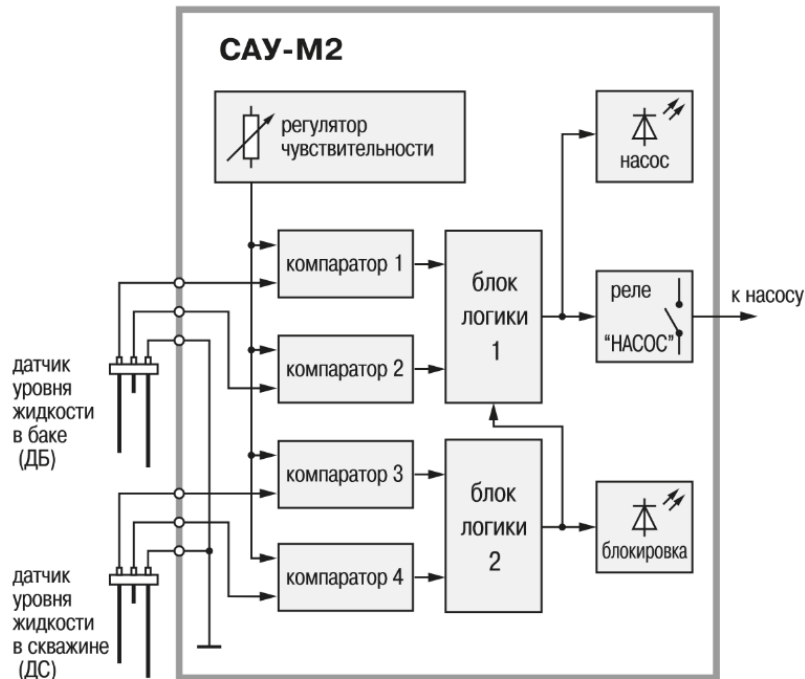 САУ-М2
регулятор
чувствительности
насос
компаратор 1
блок
логики
1
реле
"НАСОС"
к насосу
компаратор 2
датчик
уровня
жидкости
в баке
(ДБ)
компаратор 3
блок
логики
2
блокировка
компаратор 4
датчик
уровня
жидкости
в скважине
(ДС)